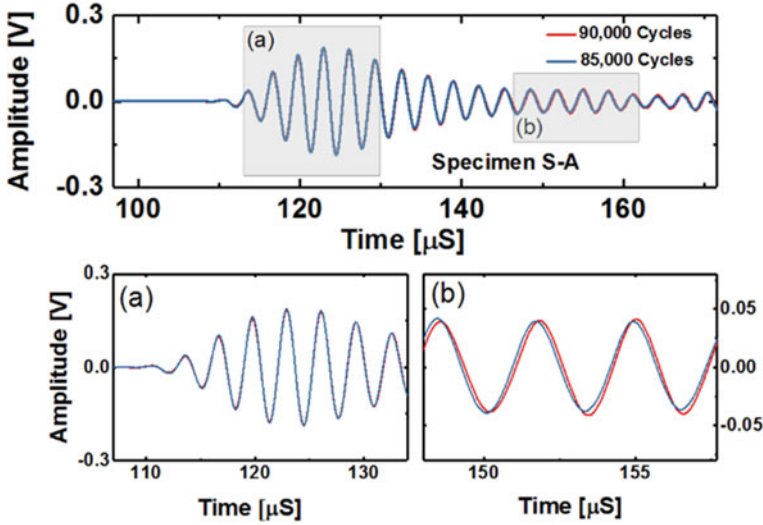 Amplitude [V]
0.3
0.0
-0.3
(a)
(b)
90,000 Cycles
85,000 Cycles
Specimen S-A
100
120
140
160
Time [μS]
Amplitude [V]
0.3
0.0
-0.3
(a)
110
120
130
Time [μS]
(b)
0.05
0.00
-0.05
150
155
Time [μS]